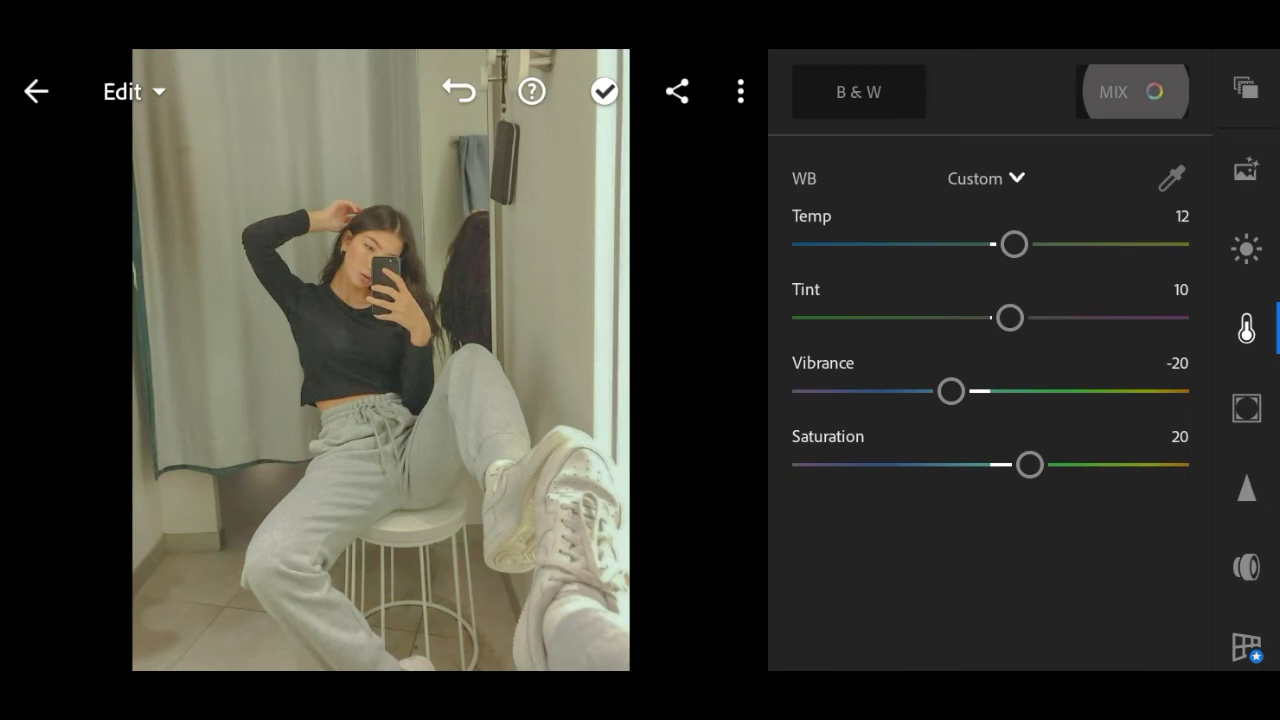 Edit
B & W
MIX
WB
Custom
Temp
12
Tint
10
Vibrance
-20
Saturation
20